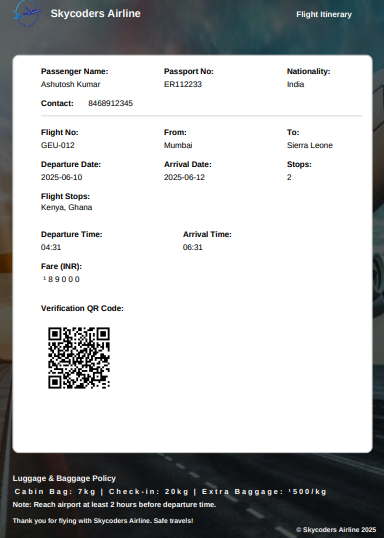 Skycoders Airline
Flight Itinerary
Passenger Name: Passport No: Nationality:
Ashutosh Kumar ER112233 India
Contact: 8468912345
Flight No: From: To:
GEU-012 Mumbai Sierra Leone
Departure Date: Arrival Date: Stops:
2025-06-10 2025-06-12 2
Flight Stops:
Kenya, Ghana
Departure Time: Arrival Time:
04:31 06:31
Fare (INR):
¹89000
Verification QR Code:
Luggage & Baggage Policy
Cabin Bag: 7kg | Check-in: 20kg | Extra Baggage: ¹500/kg
Note: Reach airport at least 2 hours before departure time.
Thank you for flying with Skycoders Airline. Safe travels!
© Skycoders Airline 2025